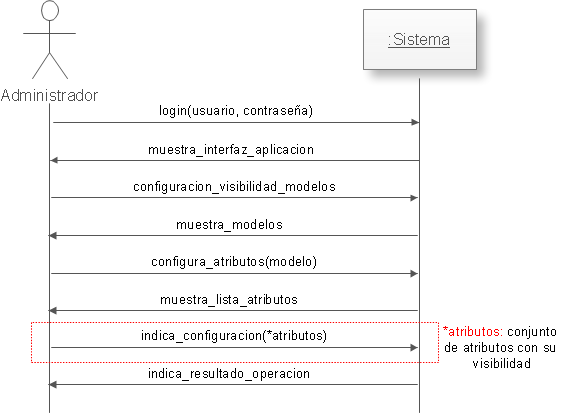 :Sistema
Administrador
login(usuario, contraseña)
muestra_interfaz_aplicacion
configuracion_visibilidad_modelos
muestra_modelos
configura_atributos(modelo)
muestra_lista_atributos
indica_configuracion(*atributos)
*atributos: conjunto
de atributos con su
visibilidad
indica_resultado_operacion